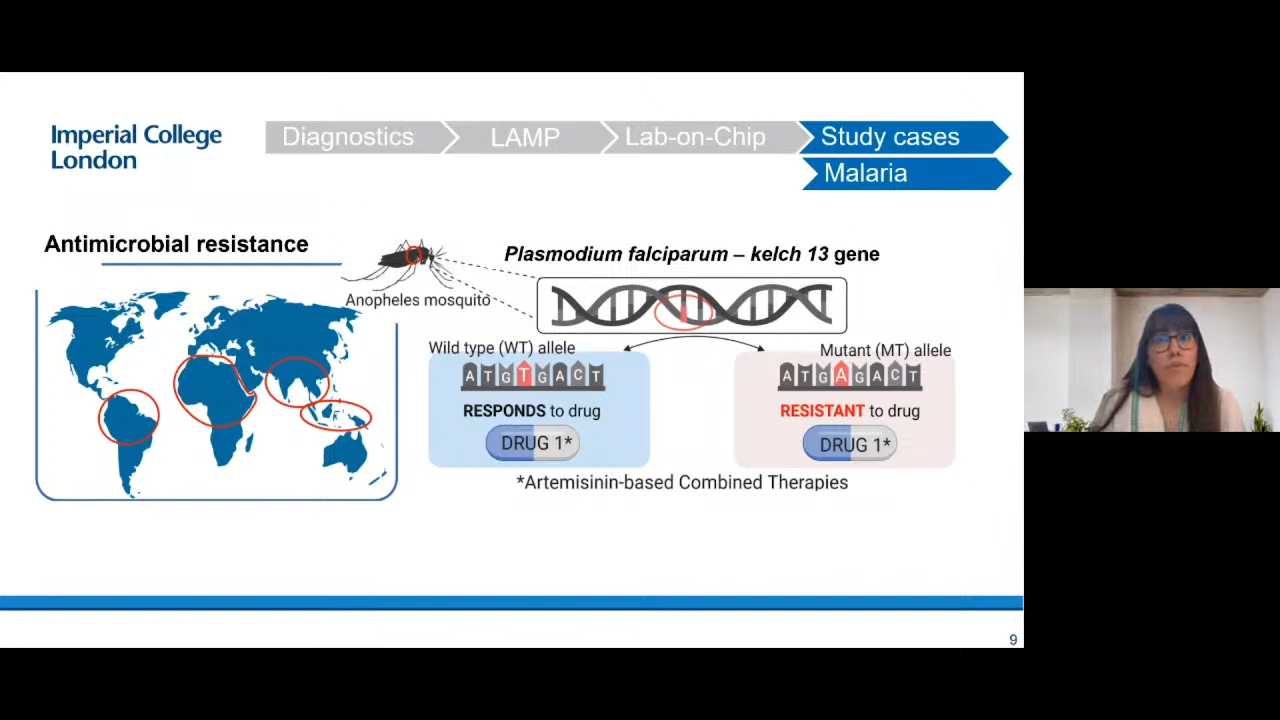 Imperial College
London
Diagnostics
LAMP
Lab-on-Chip
Study cases
Malaria
Antimicrobial resistance
Anopheles mosquito
Plasmodium falciparum – kelch 13 gene
Wild type (WT) allele
ATGTGACT
RESPONDS to drug
DRUG 1*
Mutant (MT) allele
ATGAGACT
RESISTANT to drug
DRUG 1*
*Artemisinin-based Combined Therapies
9